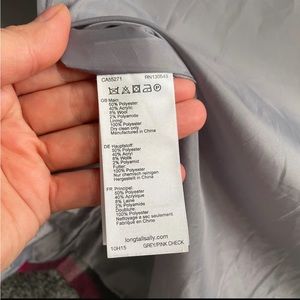 CA55271 RN130543
GB Main:
50% Polyester
40% Acrylic
8% Wool
2% Polyamide
Lining:
100% Polyester
Dry clean only
Manufactured in China
DE Hauptstoff:
50% Polyester
40% Acryl
8% Wolle
2% Polyamid
Futter:
100% Polyester
Nur chemisch reinigen
Hergestellt in China
FR Principal:
50% Polyester
40% Acrylique
8% Laine
2% Polyamide
Doublure:
100% Polyester
Nettoyage a sec seulement
Fabriqué en Chine
longtallsally.com
10H15 GREY/PINK CHECK